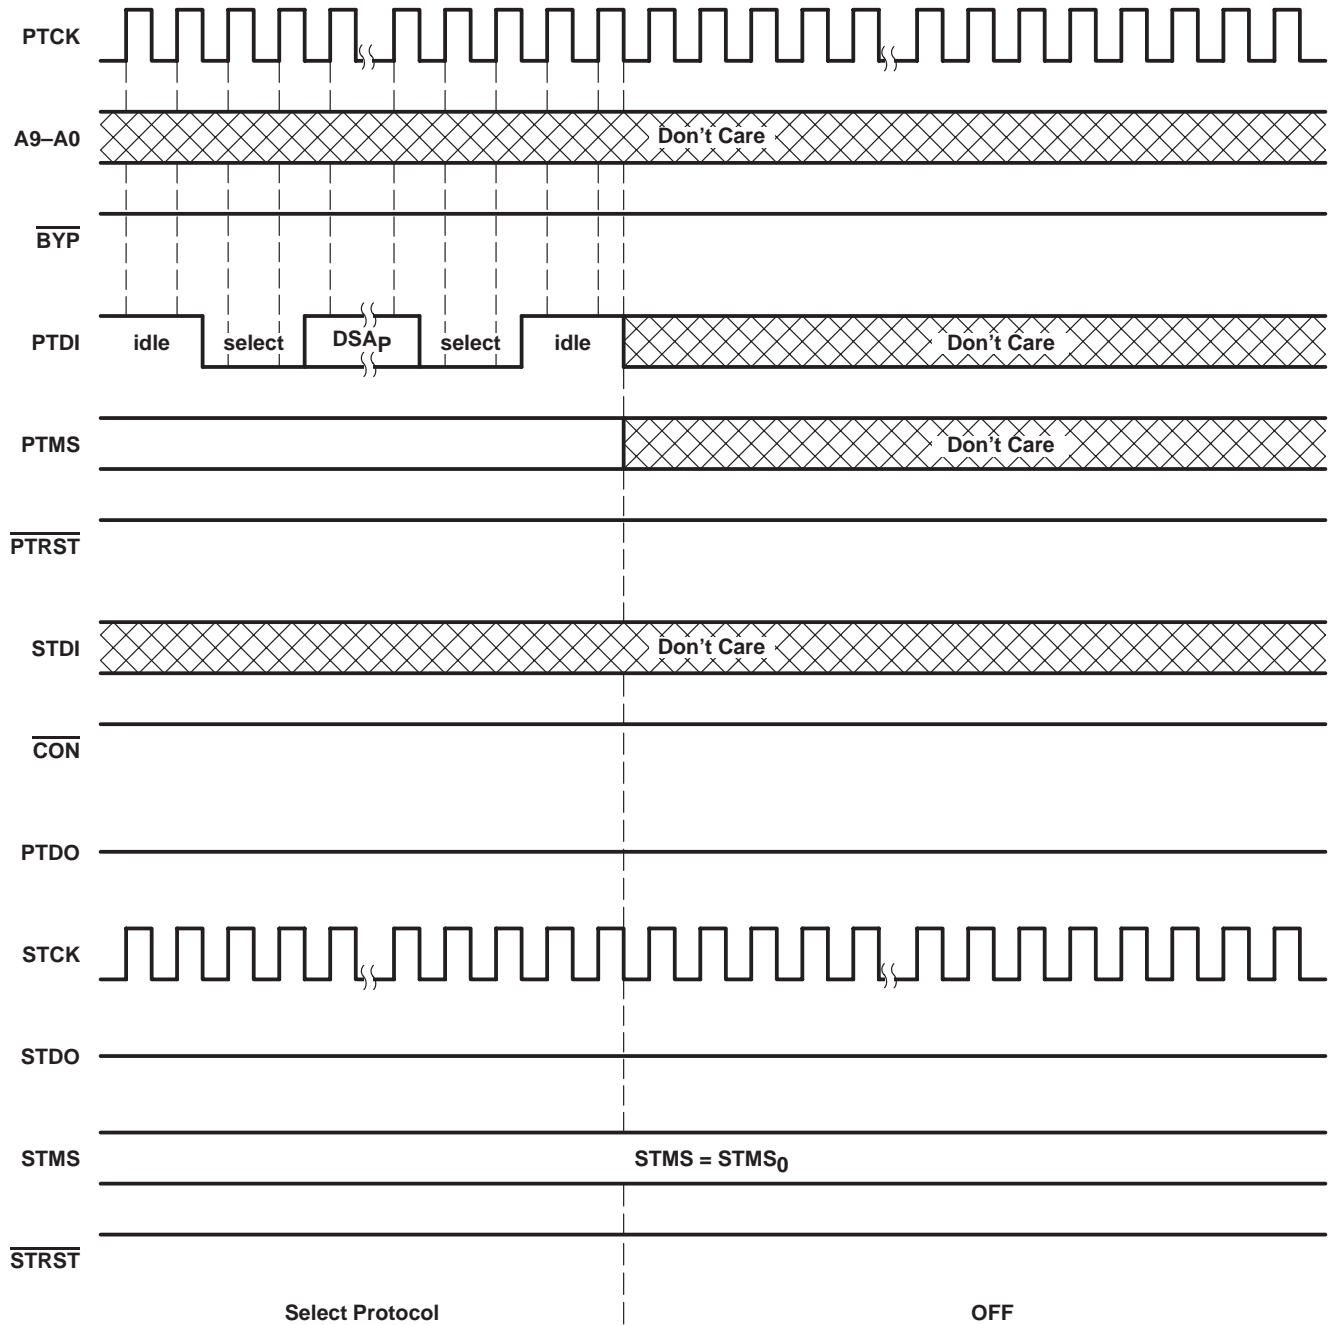 PTCK
A9–A0
Don't Care
BYP
PTDI
idle
select
DSAP
select
idle
Don't Care
PTMS
Don't Care
PTRST
STDI
Don't Care
CON
PTDO
STCK
STDO
STMS
STMS = STMS0
STRST
Select Protocol
OFF